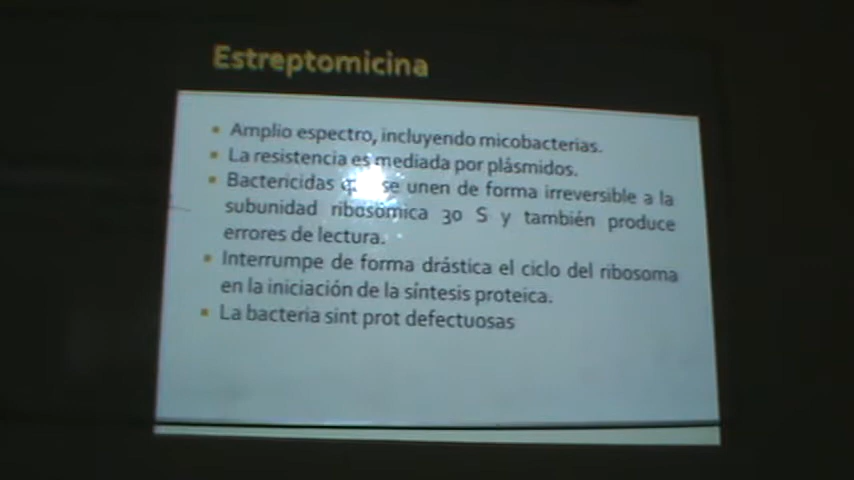 Estreptomicina
Amplio espectro, incluyendo micobacterias.
La resistencia es mediada por plásmidos.
Bactericidas se unen de forma irreversible a la
subunidad ribosómica 30 S y también produce
errores de lectura.
Interrumpe de forma drástica el ciclo del ribosoma
en la iniciación de la síntesis proteica.
La bacteria sint prot defectuosas